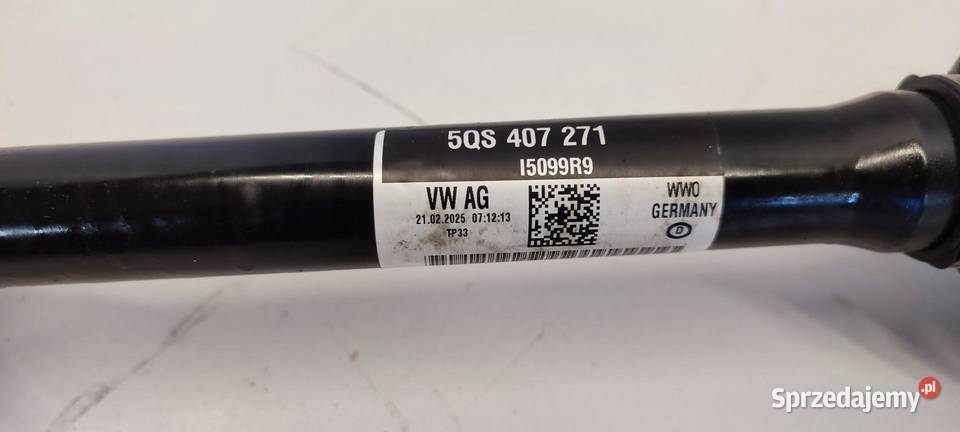 5QS 407 271
I5099R9
VW AG
21.02.2025 07:12:13
TP33
WWO
GERMANY
D
Sprzedajemy.pl